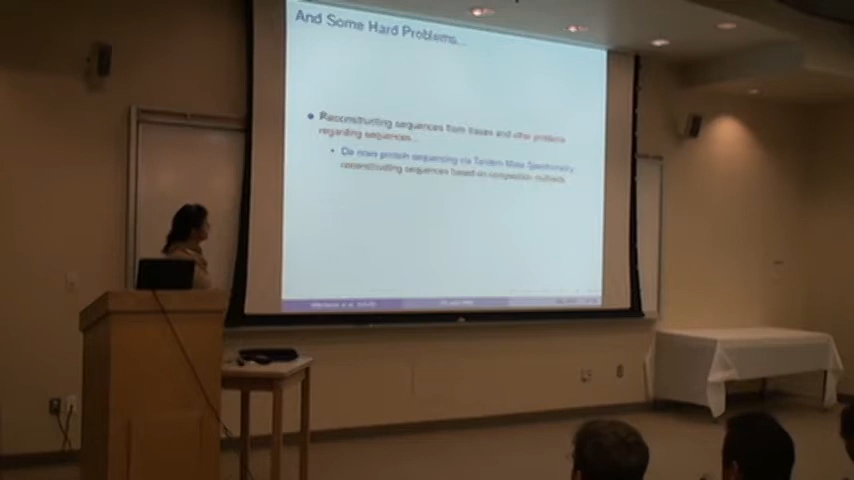 And Some Hard Problems...
Reconstructing sequences from traces and other problems
regarding sequences...
De novo protein sequencing via Tandem Mass Spectrometry
reconstructing sequences based on composition multisets